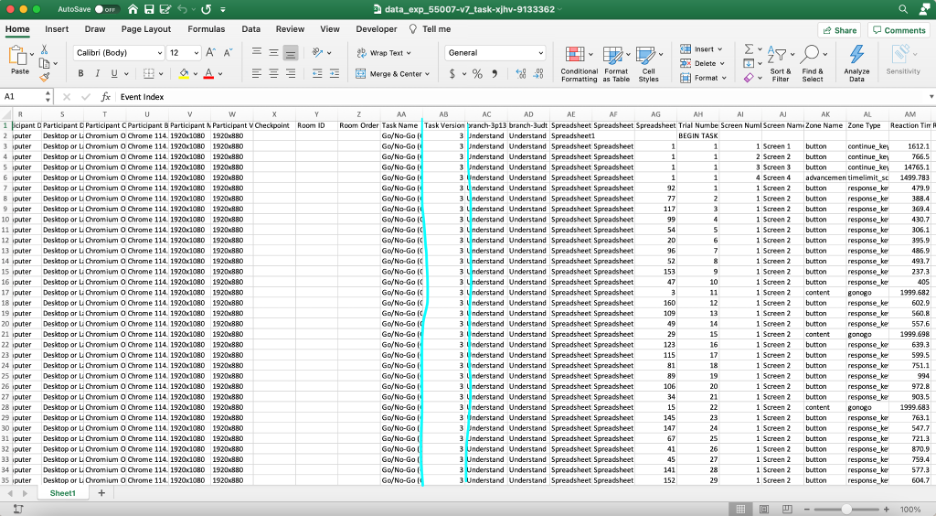 AutoSave OFF data_exp_55007-v7_task-xjhv-9133362
Home Insert Draw Page Layout Formulas Data Review View Developer Tell me Share Comments
Paste Calibri (Body) 12 Wrap Text General Insert
B I U Merge & Center $ % Conditional Formatting Format as Table Cell Styles Delete Format Sort & Filter Find & Select Analyze Data Sensitivity
A1 fx Event Index
R S T U V W X Y Z AA AB AC AD AE AF AG AH AI AJ AK AL AM
1 icipant D Participant D Participant C Participant B Participant M Participant V Checkpoint Room ID Room Order Task Name Task Version branch-3p13 branch-3udt Spreadsheet Spreadsheet Spreadsheet Trial Numbe Screen Num Screen Nam Zone Name Zone Type Reaction Tim R
2 puter Desktop or La Chromium O Chrome 114. 1920x1080 1920x880 Go/No-Go ( 3 Understand Understand Spreadsheet1 BEGIN TASK
3 puter Desktop or La Chromium O Chrome 114. 1920x1080 1920x880 Go/No-Go ( 3 Understand Understand Spreadsheet Spreadsheet 1 1 1 Screen 1 button continue_key 1612.1
4 puter Desktop or La Chromium O Chrome 114. 1920x1080 1920x880 Go/No-Go ( 3 Understand Understand Spreadsheet Spreadsheet 1 1 2 Screen 2 button continue_key 766.5
5 puter Desktop or La Chromium O Chrome 114. 1920x1080 1920x880 Go/No-Go ( 3 Understand Understand Spreadsheet Spreadsheet 1 1 3 Screen 3 button continue_key 14765.1
6 puter Desktop or La Chromium O Chrome 114. 1920x1080 1920x880 Go/No-Go ( 3 Understand Understand Spreadsheet Spreadsheet 1 1 4 Screen 4 advancemen timelimit_sc 1499.783
7 puter Desktop or La Chromium O Chrome 114. 1920x1080 1920x880 Go/No-Go ( 3 Understand Understand Spreadsheet Spreadsheet 92 1 1 Screen 2 button response_ke 479.9
8 puter Desktop or La Chromium O Chrome 114. 1920x1080 1920x880 Go/No-Go ( 3 Understand Understand Spreadsheet Spreadsheet 77 2 1 Screen 2 button response_ke 388.4
9 puter Desktop or La Chromium O Chrome 114. 1920x1080 1920x880 Go/No-Go ( 3 Understand Understand Spreadsheet Spreadsheet 117 3 1 Screen 2 button response_ke 369.4
10 puter Desktop or La Chromium O Chrome 114. 1920x1080 1920x880 Go/No-Go ( 3 Understand Understand Spreadsheet Spreadsheet 99 4 1 Screen 2 button response_ke 430.7
11 puter Desktop or La Chromium O Chrome 114. 1920x1080 1920x880 Go/No-Go ( 3 Understand Understand Spreadsheet Spreadsheet 54 5 1 Screen 2 button response_ke 306.1
12 puter Desktop or La Chromium O Chrome 114. 1920x1080 1920x880 Go/No-Go ( 3 Understand Understand Spreadsheet Spreadsheet 20 6 1 Screen 2 button response_ke 395.9
13 puter Desktop or La Chromium O Chrome 114. 1920x1080 1920x880 Go/No-Go ( 3 Understand Understand Spreadsheet Spreadsheet 96 7 1 Screen 2 button response_ke 486.9
14 puter Desktop or La Chromium O Chrome 114. 1920x1080 1920x880 Go/No-Go ( 3 Understand Understand Spreadsheet Spreadsheet 52 8 1 Screen 2 button response_ke 493.7
15 puter Desktop or La Chromium O Chrome 114. 1920x1080 1920x880 Go/No-Go ( 3 Understand Understand Spreadsheet Spreadsheet 153 9 1 Screen 2 button response_ke 237.3
16 puter Desktop or La Chromium O Chrome 114. 1920x1080 1920x880 Go/No-Go ( 3 Understand Understand Spreadsheet Spreadsheet 47 10 1 Screen 2 button response_ke 405
17 puter Desktop or La Chromium O Chrome 114. 1920x1080 1920x880 Go/No-Go ( 3 Understand Understand Spreadsheet Spreadsheet 3 11 1 Screen 2 content gonogo 1999.682
18 puter Desktop or La Chromium O Chrome 114. 1920x1080 1920x880 Go/No-Go ( 3 Understand Understand Spreadsheet Spreadsheet 160 12 1 Screen 2 button response_ke 602.9
19 puter Desktop or La Chromium O Chrome 114. 1920x1080 1920x880 Go/No-Go ( 3 Understand Understand Spreadsheet Spreadsheet 109 13 1 Screen 2 button response_ke 560.8
20 puter Desktop or La Chromium O Chrome 114. 1920x1080 1920x880 Go/No-Go ( 3 Understand Understand Spreadsheet Spreadsheet 49 14 1 Screen 2 button response_ke 557.6
21 puter Desktop or La Chromium O Chrome 114. 1920x1080 1920x880 Go/No-Go ( 3 Understand Understand Spreadsheet Spreadsheet 29 15 1 Screen 2 content gonogo 1999.698
22 puter Desktop or La Chromium O Chrome 114. 1920x1080 1920x880 Go/No-Go ( 3 Understand Understand Spreadsheet Spreadsheet 123 16 1 Screen 2 button response_ke 639.3
23 puter Desktop or La Chromium O Chrome 114. 1920x1080 1920x880 Go/No-Go ( 3 Understand Understand Spreadsheet Spreadsheet 115 17 1 Screen 2 button response_ke 599.5
24 puter Desktop or La Chromium O Chrome 114. 1920x1080 1920x880 Go/No-Go ( 3 Understand Understand Spreadsheet Spreadsheet 81 18 1 Screen 2 button response_ke 751.1
25 puter Desktop or La Chromium O Chrome 114. 1920x1080 1920x880 Go/No-Go ( 3 Understand Understand Spreadsheet Spreadsheet 89 19 1 Screen 2 button response_ke 994
26 puter Desktop or La Chromium O Chrome 114. 1920x1080 1920x880 Go/No-Go ( 3 Understand Understand Spreadsheet Spreadsheet 106 20 1 Screen 2 button response_ke 972.8
27 puter Desktop or La Chromium O Chrome 114. 1920x1080 1920x880 Go/No-Go ( 3 Understand Understand Spreadsheet Spreadsheet 34 21 1 Screen 2 button response_ke 903.5
28 puter Desktop or La Chromium O Chrome 114. 1920x1080 1920x880 Go/No-Go ( 3 Understand Understand Spreadsheet Spreadsheet 15 22 1 Screen 2 content gonogo 1999.683
29 puter Desktop or La Chromium O Chrome 114. 1920x1080 1920x880 Go/No-Go ( 3 Understand Understand Spreadsheet Spreadsheet 145 23 1 Screen 2 button response_ke 763.1
30 puter Desktop or La Chromium O Chrome 114. 1920x1080 1920x880 Go/No-Go ( 3 Understand Understand Spreadsheet Spreadsheet 147 24 1 Screen 2 button response_ke 547.7
31 puter Desktop or La Chromium O Chrome 114. 1920x1080 1920x880 Go/No-Go ( 3 Understand Understand Spreadsheet Spreadsheet 67 25 1 Screen 2 button response_ke 721.3
32 puter Desktop or La Chromium O Chrome 114. 1920x1080 1920x880 Go/No-Go ( 3 Understand Understand Spreadsheet Spreadsheet 41 26 1 Screen 2 button response_ke 870.9
33 puter Desktop or La Chromium O Chrome 114. 1920x1080 1920x880 Go/No-Go ( 3 Understand Understand Spreadsheet Spreadsheet 45 27 1 Screen 2 button response_ke 759.4
34 puter Desktop or La Chromium O Chrome 114. 1920x1080 1920x880 Go/No-Go ( 3 Understand Understand Spreadsheet Spreadsheet 141 28 1 Screen 2 button response_ke 577.3
35 puter Desktop or La Chromium O Chrome 114. 1920x1080 1920x880 Go/No-Go ( 3 Understand Understand Spreadsheet Spreadsheet 152 29 1 Screen 2 button response_ke 604.7
Sheet1 +
100%